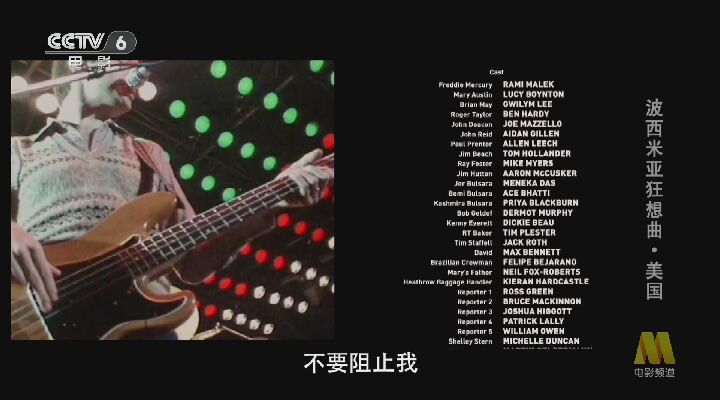 CCTV 6
电影
Cast
Freddie Mercury RAMI MALEK
Mary Austin LUCY BOYNTON
Brian May GWILYM LEE
Roger Taylor BEN HARDY
John Deacon JOE MAZZELLO
John Reid AIDAN GILLEN
Paul Prenter ALLEN LEECH
Jim Beach TOM HOLLANDER
Ray Foster MIKE MYERS
Jim Hutton AARON McCUSKER
Jer Bulsara MENEKA DAS
Bomi Bulsara ACE BHATTI
Kashmira Bulsara PRIYA BLACKBURN
Bob Geldof DERMOT MURPHY
Kenny Everett DICKIE BEAU
RT Baker TIM PLESTER
Tim Staffell JACK ROTH
David MAX BENNETT
Brazilian Crewman FELIPE BEJARANO
Mary's Father NEIL FOX-ROBERTS
Heathrow Baggage Handler KIERAN HARDCASTLE
Reporter 1 ROSS GREEN
Reporter 2 BRUCE MACKINNON
Reporter 3 JOSHUA HIGGOTT
Reporter 4 PATRICK LALLY
Reporter 5 WILLIAM OWEN
Shelley Stern MICHELLE DUNCAN
波西米亚狂想曲·美国
电影频道
不要阻止我